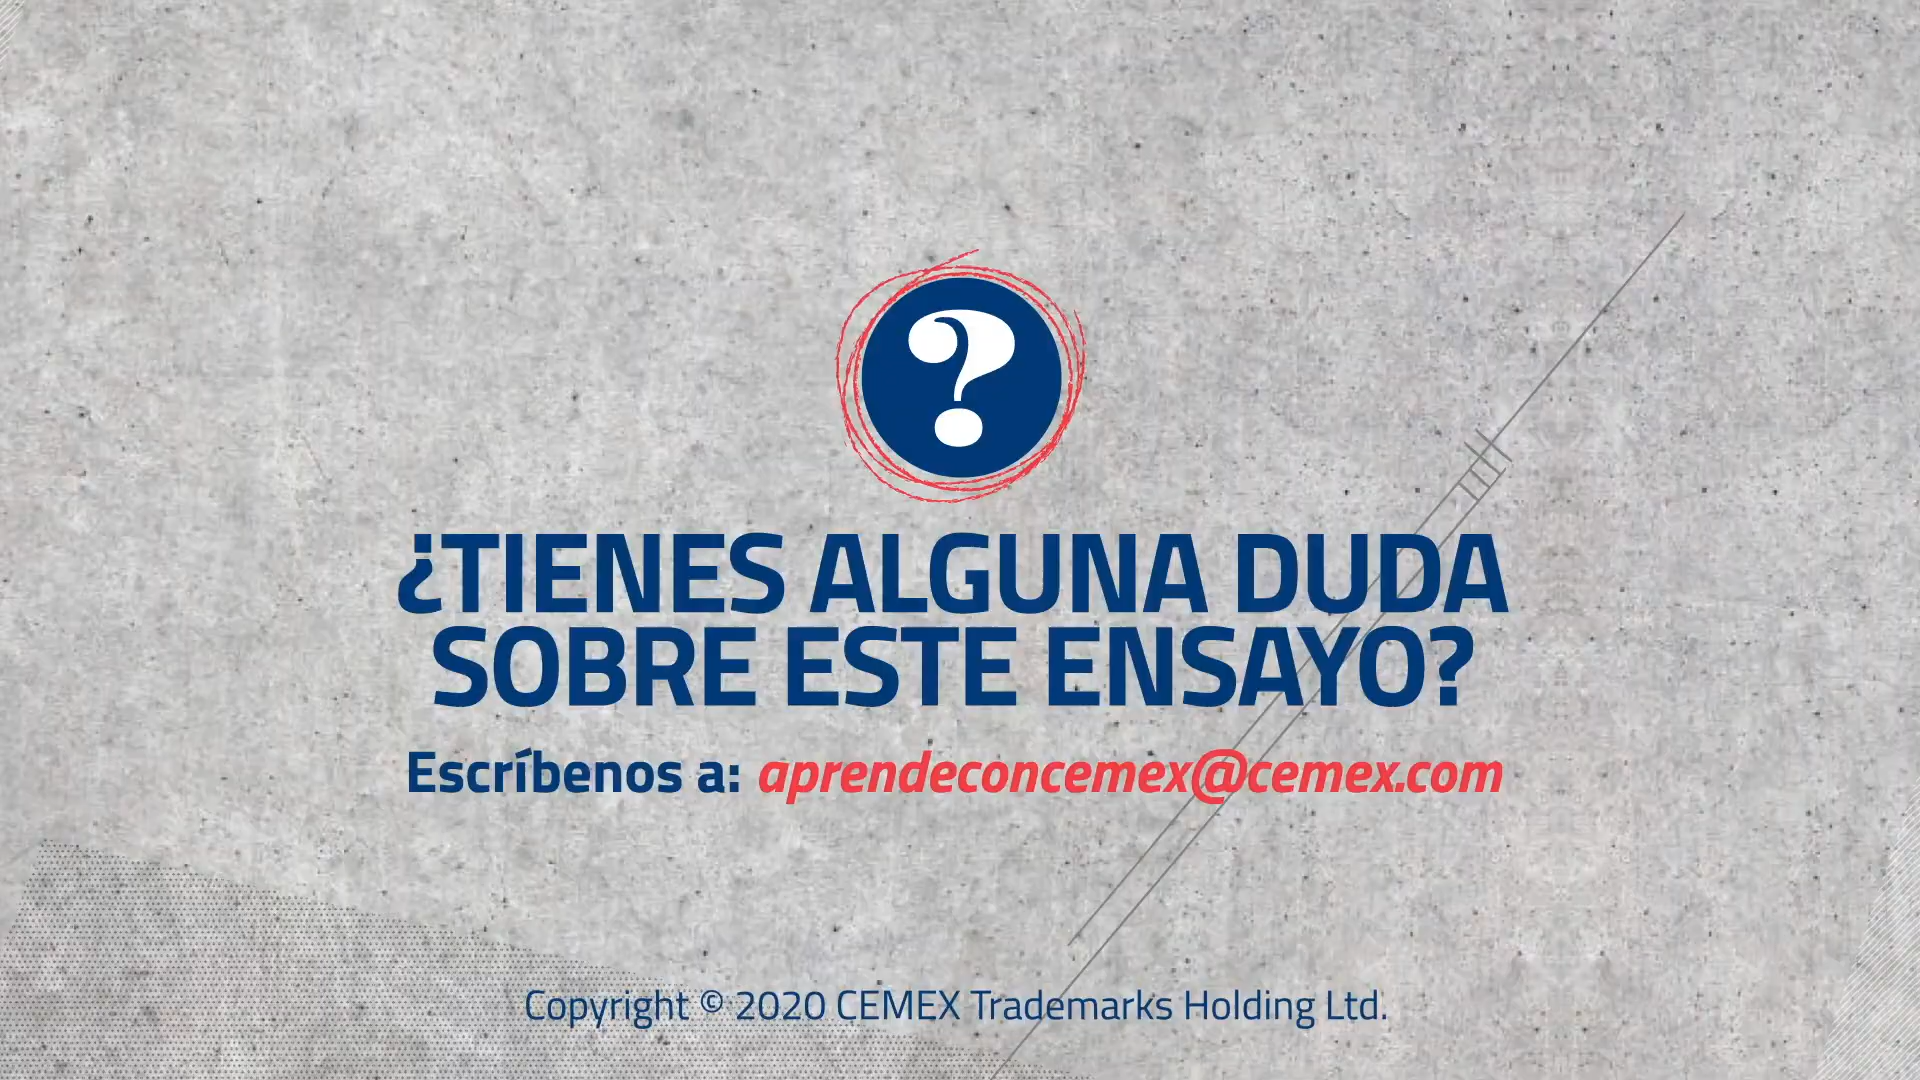 ?
¿TIENES ALGUNA DUDA
SOBRE ESTE ENSAYO?
Escríbenos a: aprendeconcemex@cemex.com
Copyright © 2020 CEMEX Trademarks Holding Ltd.